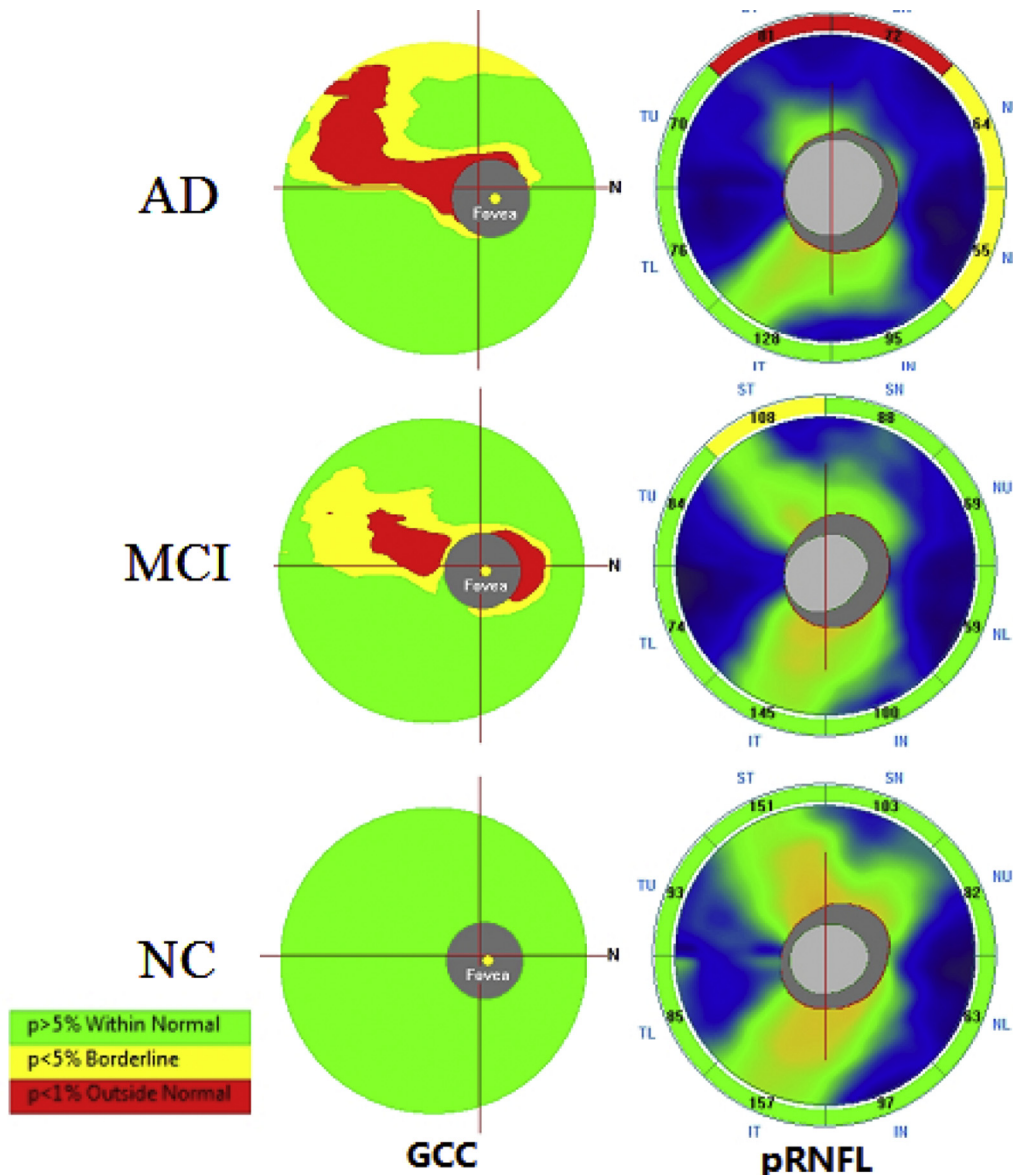 81 72
TU 70 64
AD N
Fovea
TL 76 55
128 95
IT IN
ST SN
108 88
TU 84 59 NU
MCI N
Fovea
TL 74 59 NL
145 100
IT IN
ST SN
151 103
TU 93 82 NU
NC N
Fovea
TL 85 63 NL
p>5% Within Normal
p<5% Borderline
p<1% Outside Normal
157 97
IT IN
GCC pRNFL